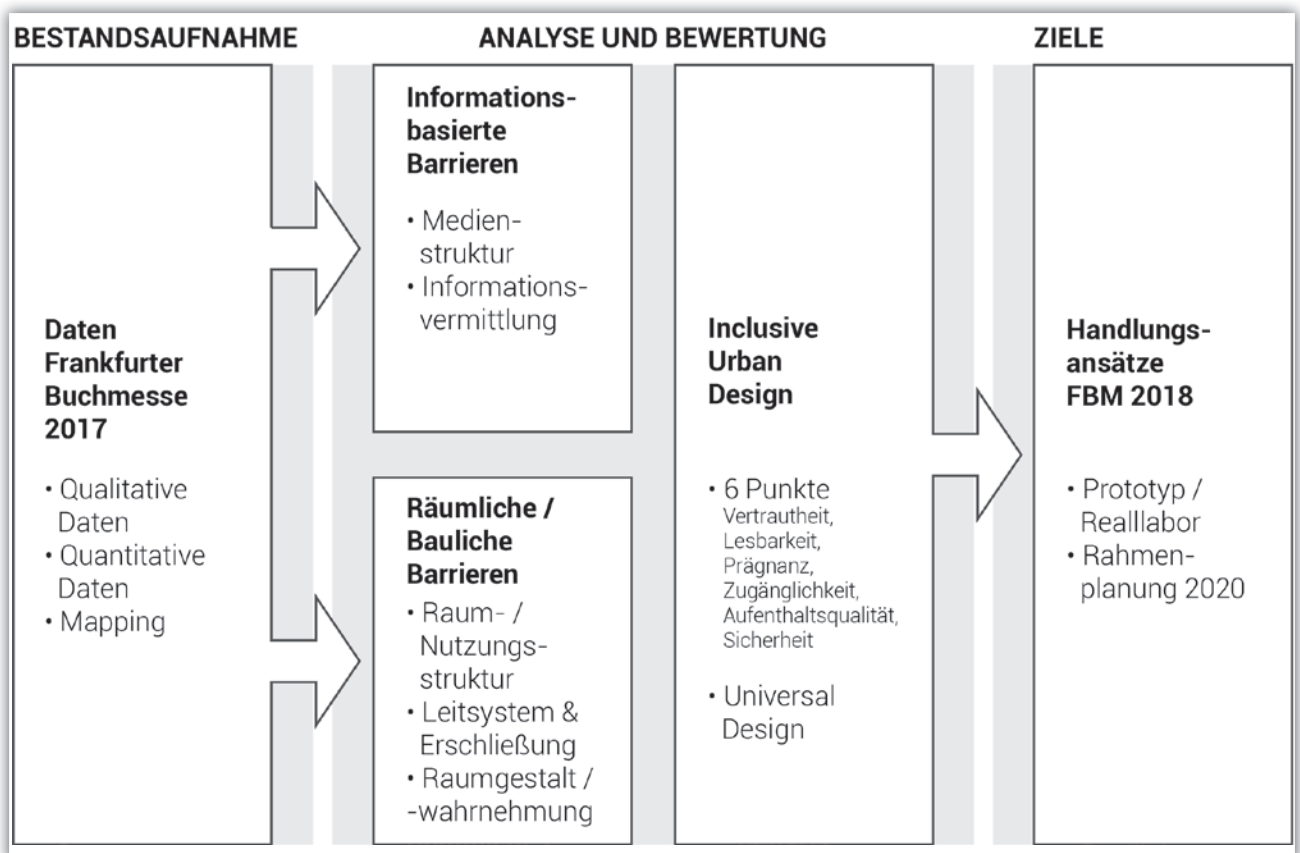 BESTANDSAUFNAHME
ANALYSE UND BEWERTUNG
ZIELE
Daten
Frankfurter
Buchmesse
2017
• Qualitative
Daten
• Quantitative
Daten
• Mapping
Informations-
basierte
Barrieren
• Medien-
struktur
• Informations-
vermittlung
Räumliche /
Bauliche
Barrieren
• Raum- /
Nutzungs-
struktur
• Leitsystem &
Erschließung
• Raumgestalt /
-wahrnehmung
Inclusive
Urban
Design
• 6 Punkte
Vertrautheit,
Lesbarkeit,
Prägnanz,
Zugänglichkeit,
Aufenthaltsqualität,
Sicherheit
• Universal
Design
Handlungs-
ansätze
FBM 2018
• Prototyp /
Realllabor
• Rahmen-
planung 2020